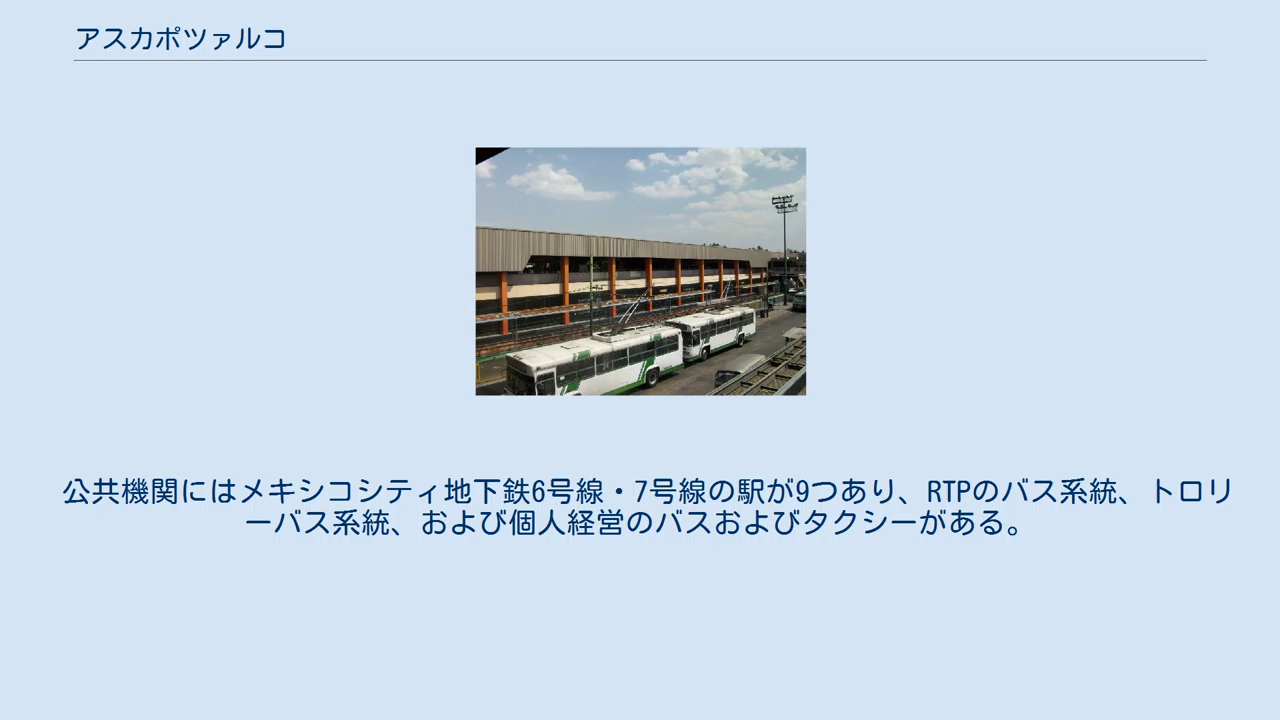 アスカポツァルコ
公共機関にはメキシコシティ地下鉄6号線・7号線の駅が9つあり、RTPのバス系統、トロリ
ーバス系統、および個人経営のバスおよびタクシーがある。